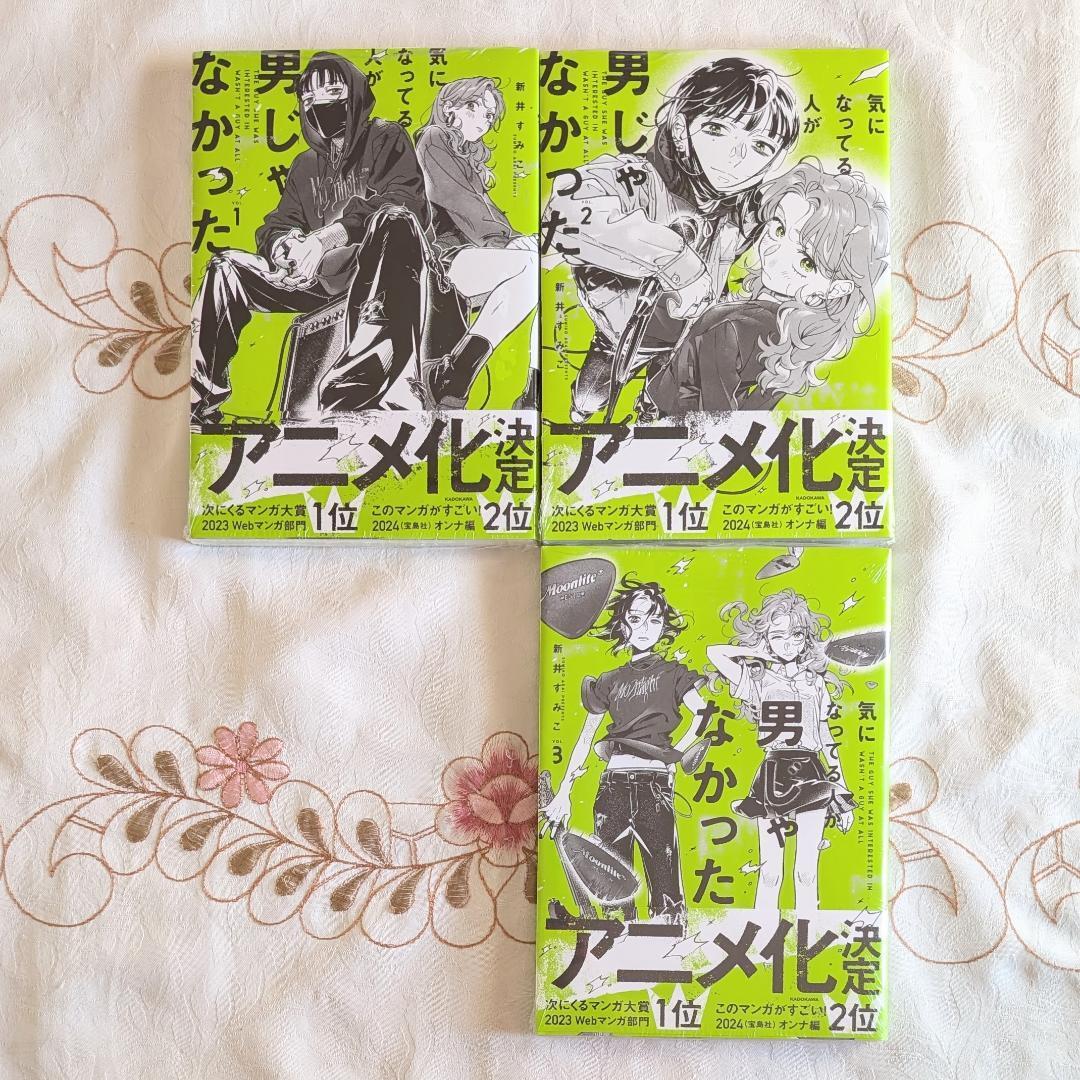 気に
なってる
人が
男じゃ
なかった
THE GUY SHE WAS
INTERESTED IN
WASN'T A GUY AT ALL
新井すみこ
SUMIKO ARAI PRESENTS
VOL.
1
アニメ化決定
KADOKAWA
次にくるマンガ大賞
2023 Webマンガ部門
1位
このマンガがすごい!
2024(宝島社)オンナ編
2位
気に
なってる
人が
男じゃ
なかった
THE GUY SHE WAS
INTERESTED IN
WASN'T A GUY AT ALL
VOL.
2
新井すみこ
SUMIKO ARAI PRESENTS
アニメ化決定
KADOKAWA
次にくるマンガ大賞
2023 Webマンガ部門
1位
このマンガがすごい!
2024(宝島社)オンナ編
2位
Moonlite
新井すみこ
SUMIKO ARAI PRESENTS
VOL.
3
気に
なってる人が
男じゃ
なかった
THE GUY SHE WAS INTERESTED IN
WASN'T A GUY AT ALL
Moonlite
アニメ化決定
KADOKAWA
次にくるマンガ大賞
2023 Webマンガ部門
1位
このマンガがすごい!
2024(宝島社)オンナ編
2位